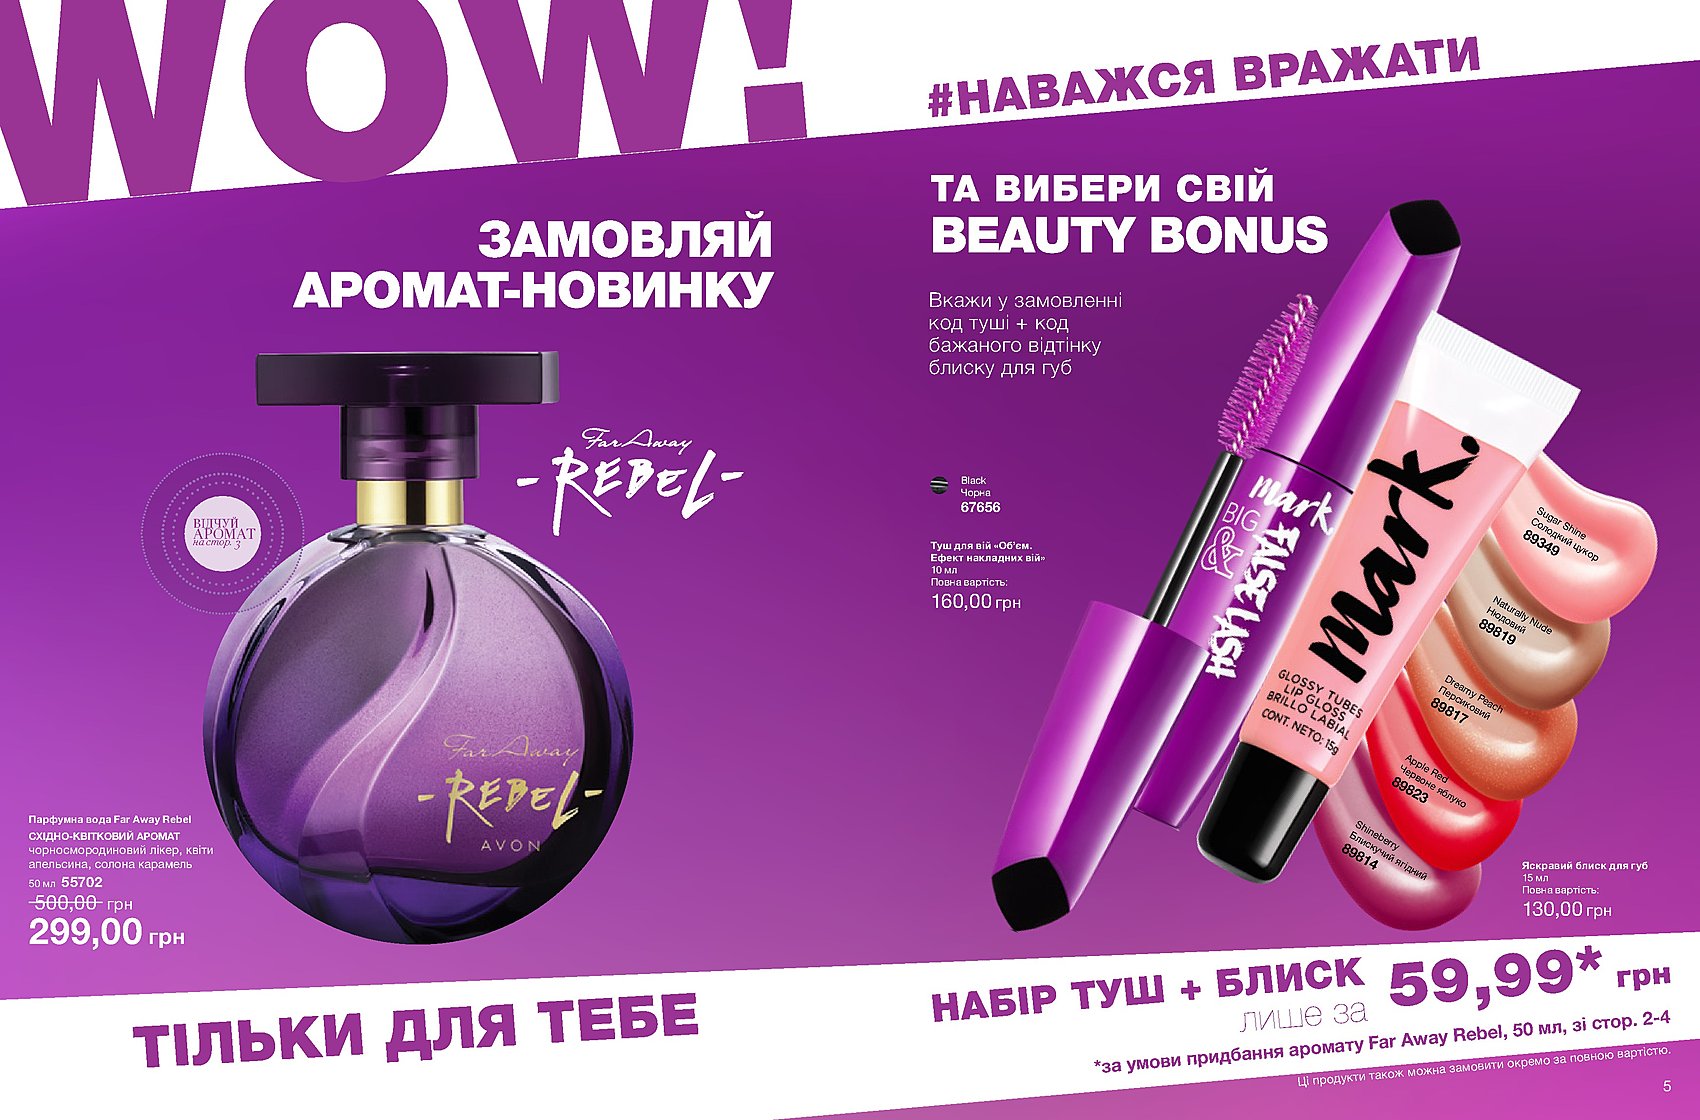 WOW!
#НАВАЖСЯ ВРАЖАТИ
ЗАМОВЛЯЙ
АРОМАТ-НОВИНКУ
Far Away
-REBEL-
ВІДЧУЙ
АРОМАТ
на стор. 3
Far Away
-REBEL-
AVON
Парфумна вода Far Away Rebel
СХІДНО-КВІТКОВИЙ АРОМАТ
чорносмородиновий лікер, квіти
апельсина, солона карамель
50 мл 55702
500,00 грн
299,00 грн
ТІЛЬКИ ДЛЯ ТЕБЕ
ТА ВИБЕРИ СВІЙ
BEAUTY BONUS
Вкажи у замовленні
код туші + код
бажаного відтінку
блиску для губ
Black
Чорна
67656
Туш для вій «Об’єм.
Ефект накладних вій»
10 мл
Повна вартість:
160,00 грн
mark.
BIG
&
FALSE LASH
mark.
GLOSSY TUBES
LIP GLOSS
BRILLO LABIAL
CONT. NETO: 15g
Sugar Shine
Солодкий цукор
89349
Naturally Nude
Нюдовий
89819
Dreamy Peach
Персиковий
89817
Apple Red
Червоне яблуко
89823
Shineberry
Блискучий ягідний
89814
Яскравий блиск для губ
15 мл
Повна вартість:
130,00 грн
НАБІР ТУШ + БЛИСК
лише за
59,99* грн
*за умови придбання аромату Far Away Rebel, 50 мл, зі стор. 2-4
Ці продукти також можна замовити окремо за повною вартістю.
5